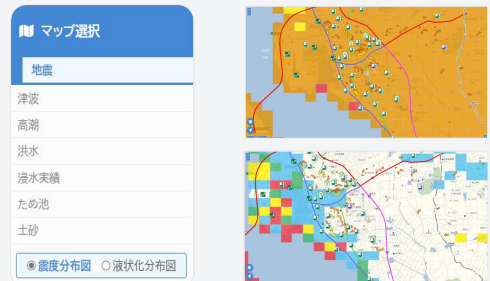 マップ選択
地震
津波
高潮
洪水
浸水実績
ため池
土砂
震度分布図 液状化分布図